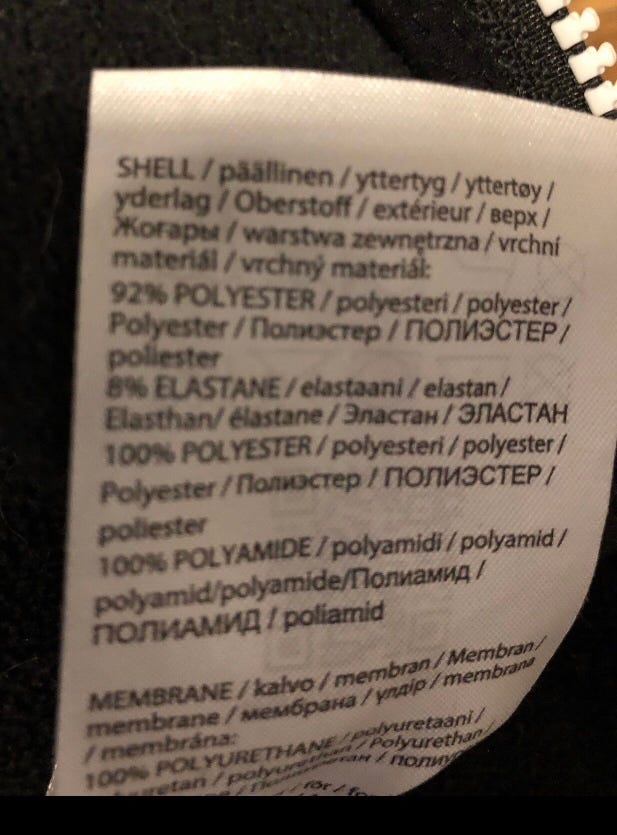 SHELL / päällinen / yttertyg / yttertøy /
yderlag / Oberstoff / extérieur / верх /
Жоғары / warstwa zewnętrzna / vrchní
materiál / vrchný materiál:
92% POLYESTER / polyesteri / polyester /
Polyester / Полиэстер / ПОЛИЭСТЕР /
poliester
8% ELASTANE / elastaani / elastan /
Elasthan/ élastane / Эластан / ЭЛАСТАН
100% POLYESTER / polyesteri / polyester /
Polyester / Полиэстер / ПОЛИЭСТЕР /
poliester
100% POLYAMIDE / polyamidi / polyamid /
polyamid/polyamide/Полиамид /
ПОЛИАМИД / poliamid
MEMBRANE / kalvo / membran / Membran /
membrane / мембрана / үлдір / membrana
/ membrána:
100% POLYURETHANE / polyuretaani /
polyurethan / Polyurethan